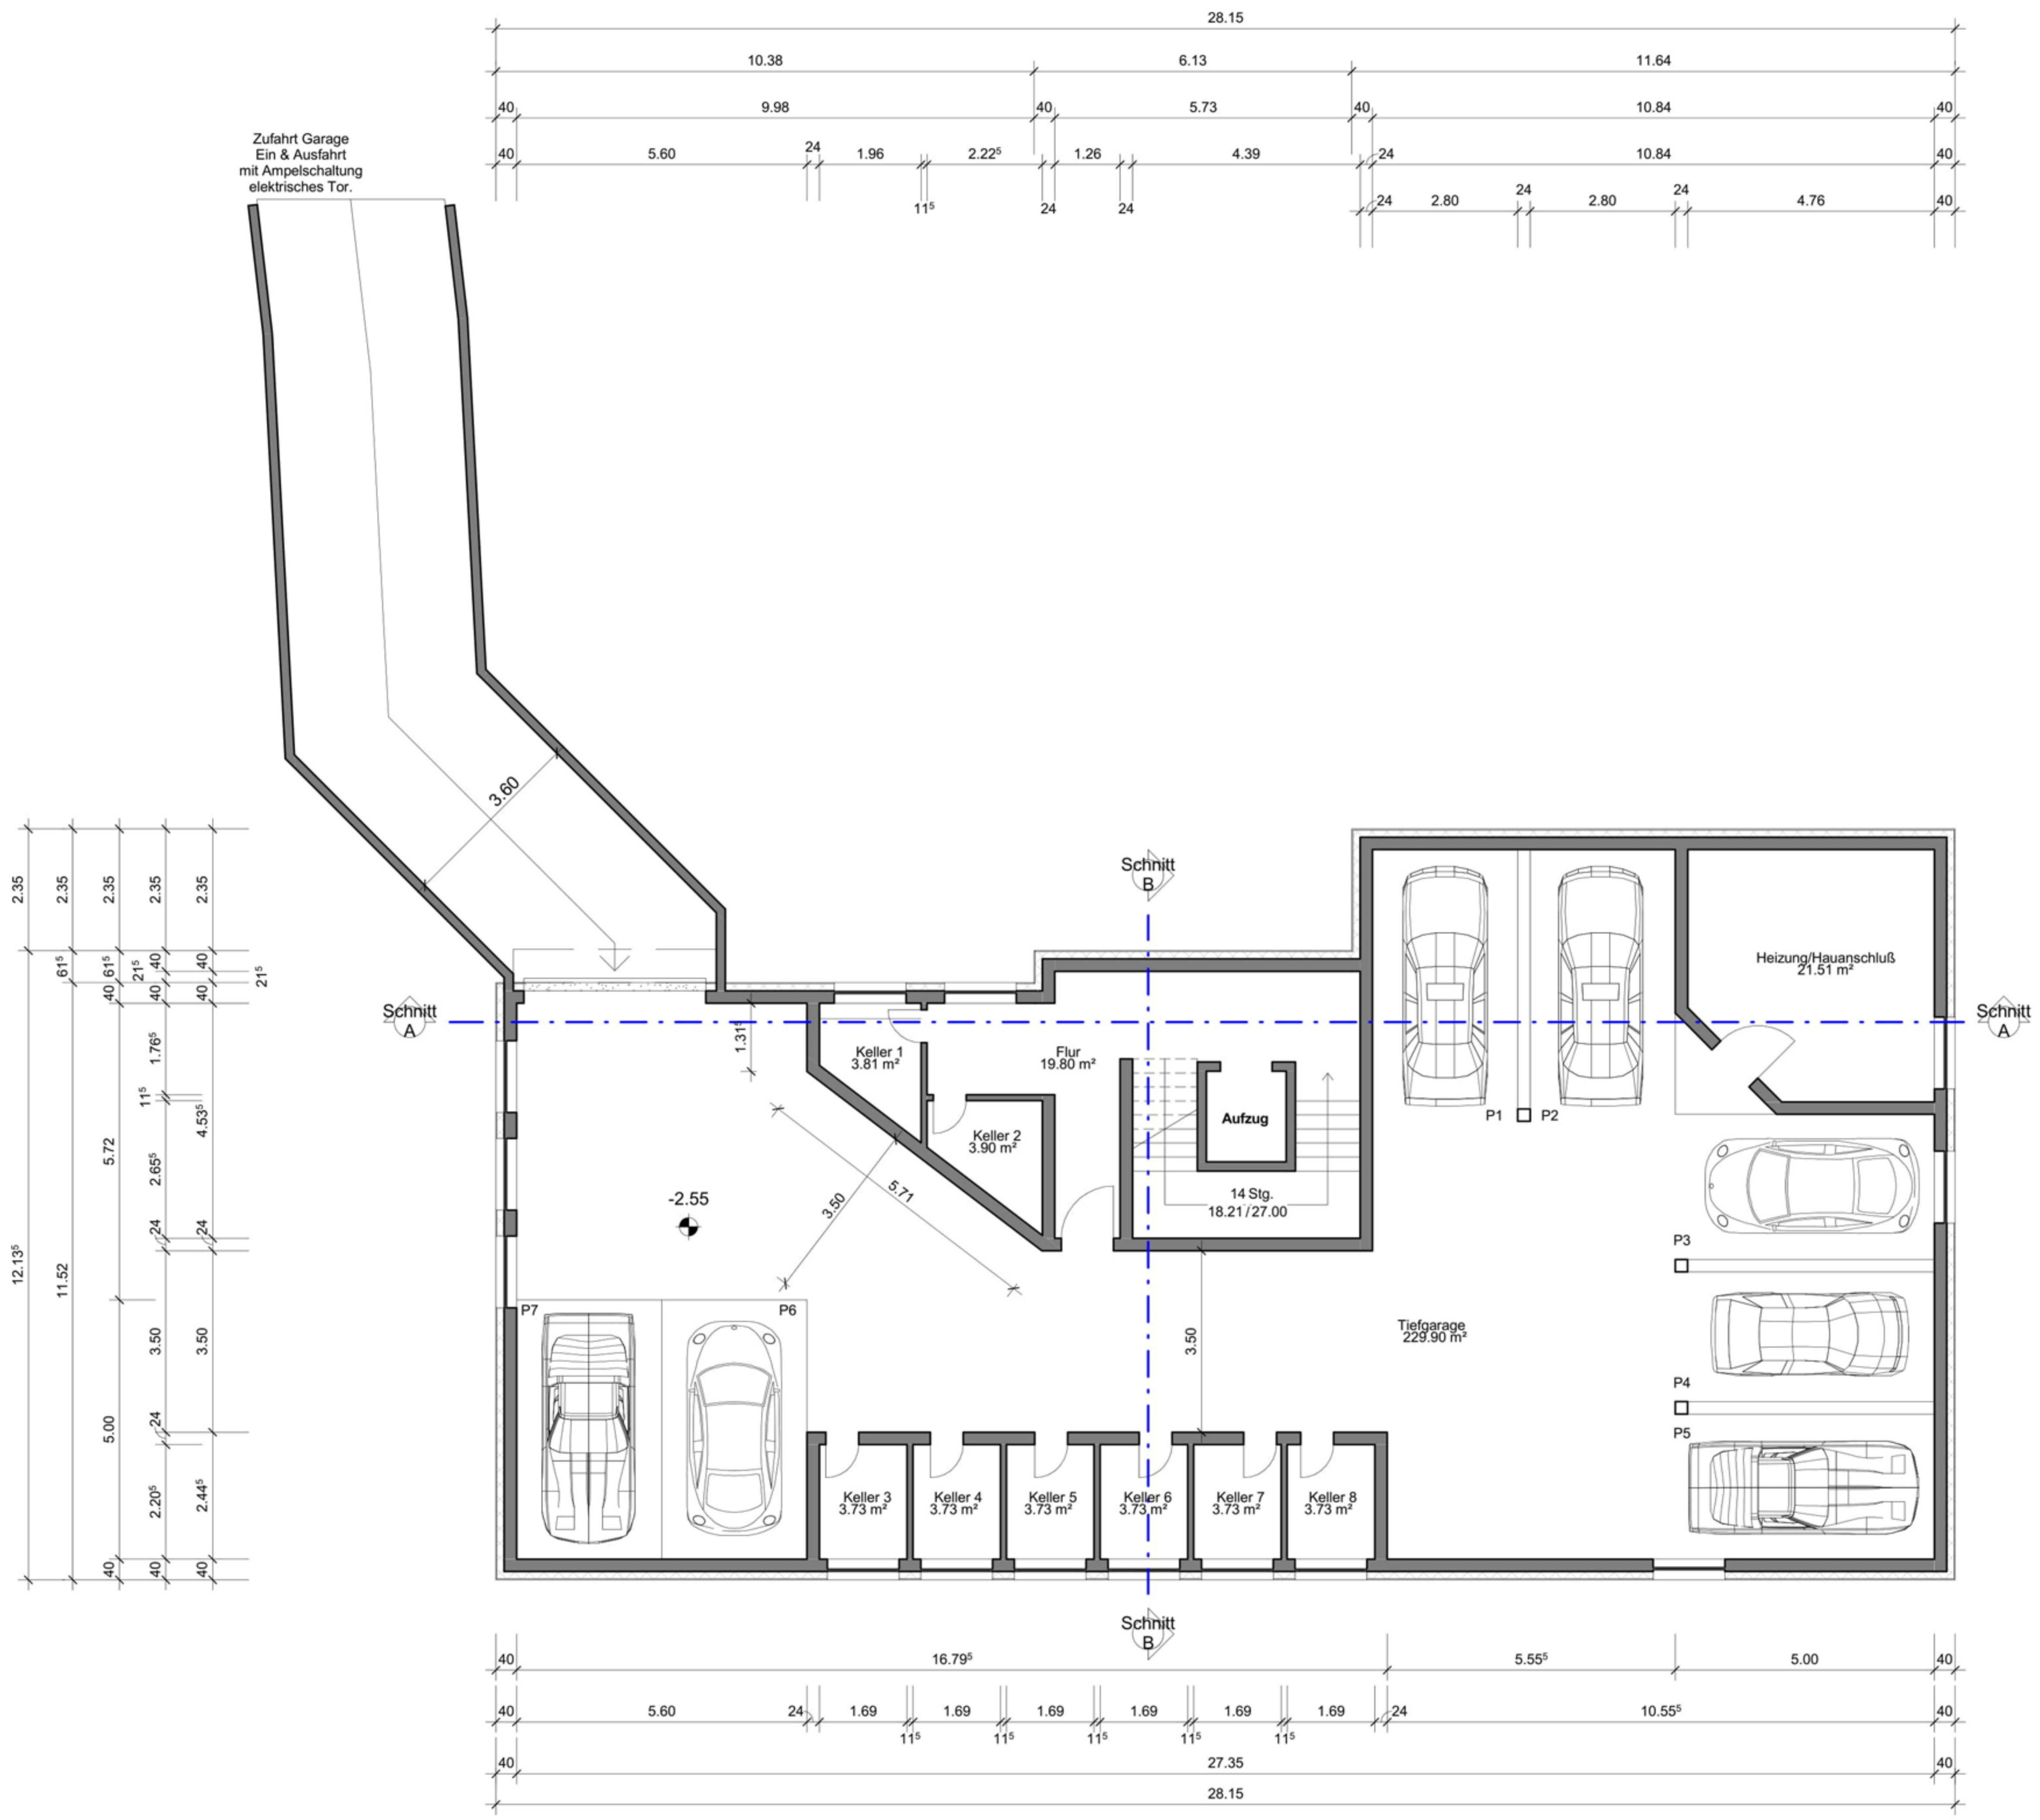 28.15
10.38 6.13 11.64
40 9.98 40 5.73 40 10.84 40
40 5.60 24 1.96 11⁵ 2.22⁵ 24 1.26 24 4.39 24 10.84 40
24 2.80 24 2.80 24 4.76 40
Zufahrt Garage
Ein & Ausfahrt
mit Ampelschaltung
elektrisches Tor.
3.60
2.35 12.13⁵
2.35 61⁵ 11.52
2.35 61⁵ 40 5.72 5.00 40
2.35 40 21⁵ 40 1.76⁵ 11⁵ 2.65⁵ 24 3.50 24 2.20⁵ 40
2.35 40 21⁵ 40 4.53⁵ 24 3.50 2.44⁵ 40
Schnitt
B
Schnitt
A
Schnitt
A
Heizung/Hauanschluß
21.51 m²
1.31⁵
Keller 1
3.81 m²
Flur
19.80 m²
Keller 2
3.90 m²
Aufzug
14 Stg.
18.21 / 27.00
P1 P2
-2.55
3.50
5.71
3.50
P3
Tiefgarage
229.90 m²
P4
P5
P7 P6
Keller 3
3.73 m²
Keller 4
3.73 m²
Keller 5
3.73 m²
Keller 6
3.73 m²
Keller 7
3.73 m²
Keller 8
3.73 m²
Schnitt
B
40 16.79⁵ 5.55⁵ 5.00 40
40 5.60 24 1.69 11⁵ 1.69 11⁵ 1.69 11⁵ 1.69 11⁵ 1.69 11⁵ 1.69 24 10.55⁵ 40
40 27.35 40
28.15